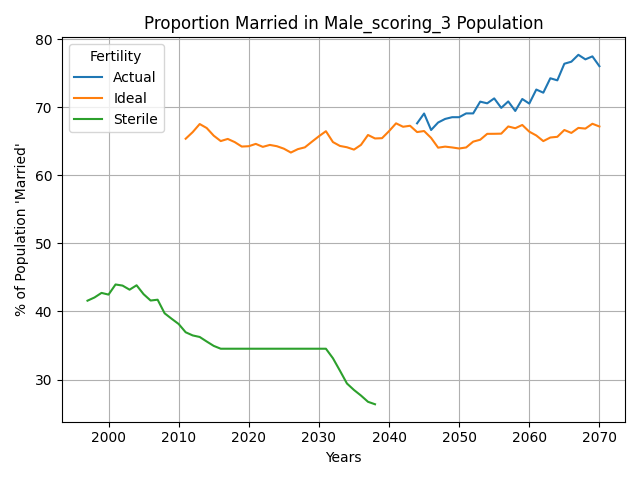 Proportion Married in Male_scoring_3 Population
Fertility
Actual
Ideal
Sterile
% of Population 'Married'
80
70
60
50
40
30
2000
2010
2020
2030
2040
2050
2060
2070
Years